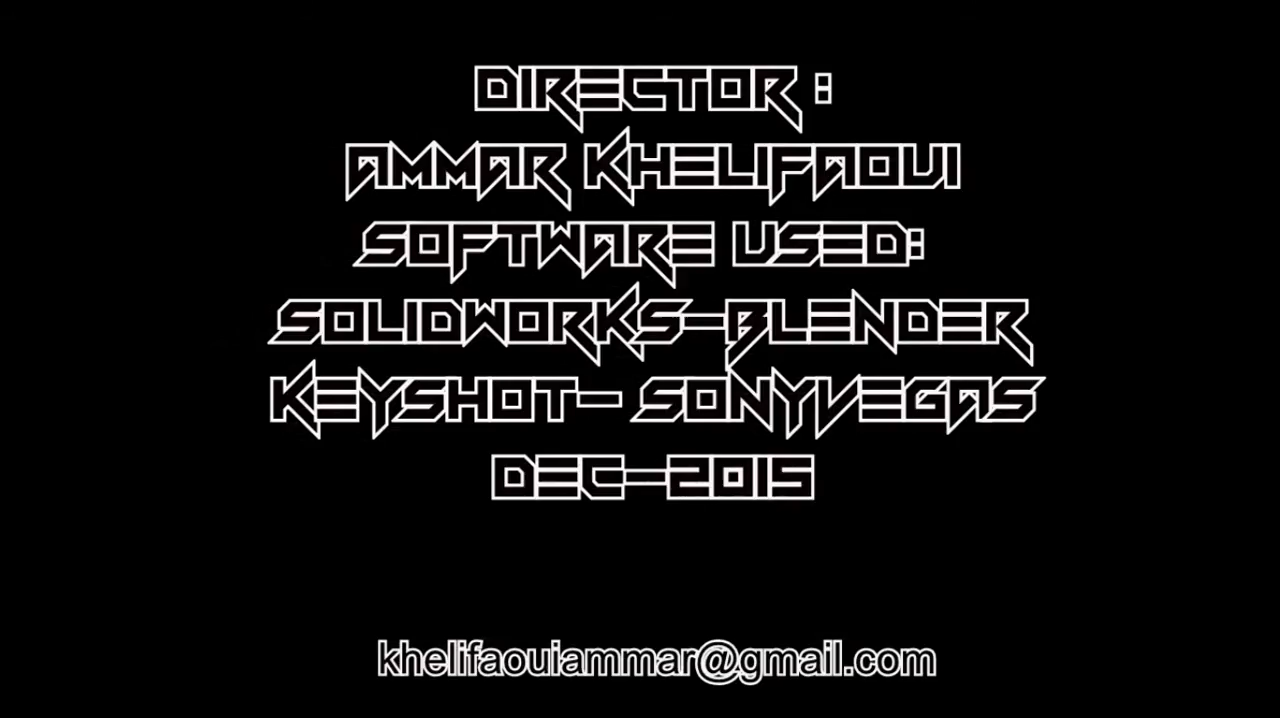 DIRECTOR :
AMMAR KHELIFAOUI
SOFTWARE USED:
SOLIDWORKS-BLENDER
KEYSHOT- SONYVEGAS
DEC-2015
khelifaouiammar@gmail.com